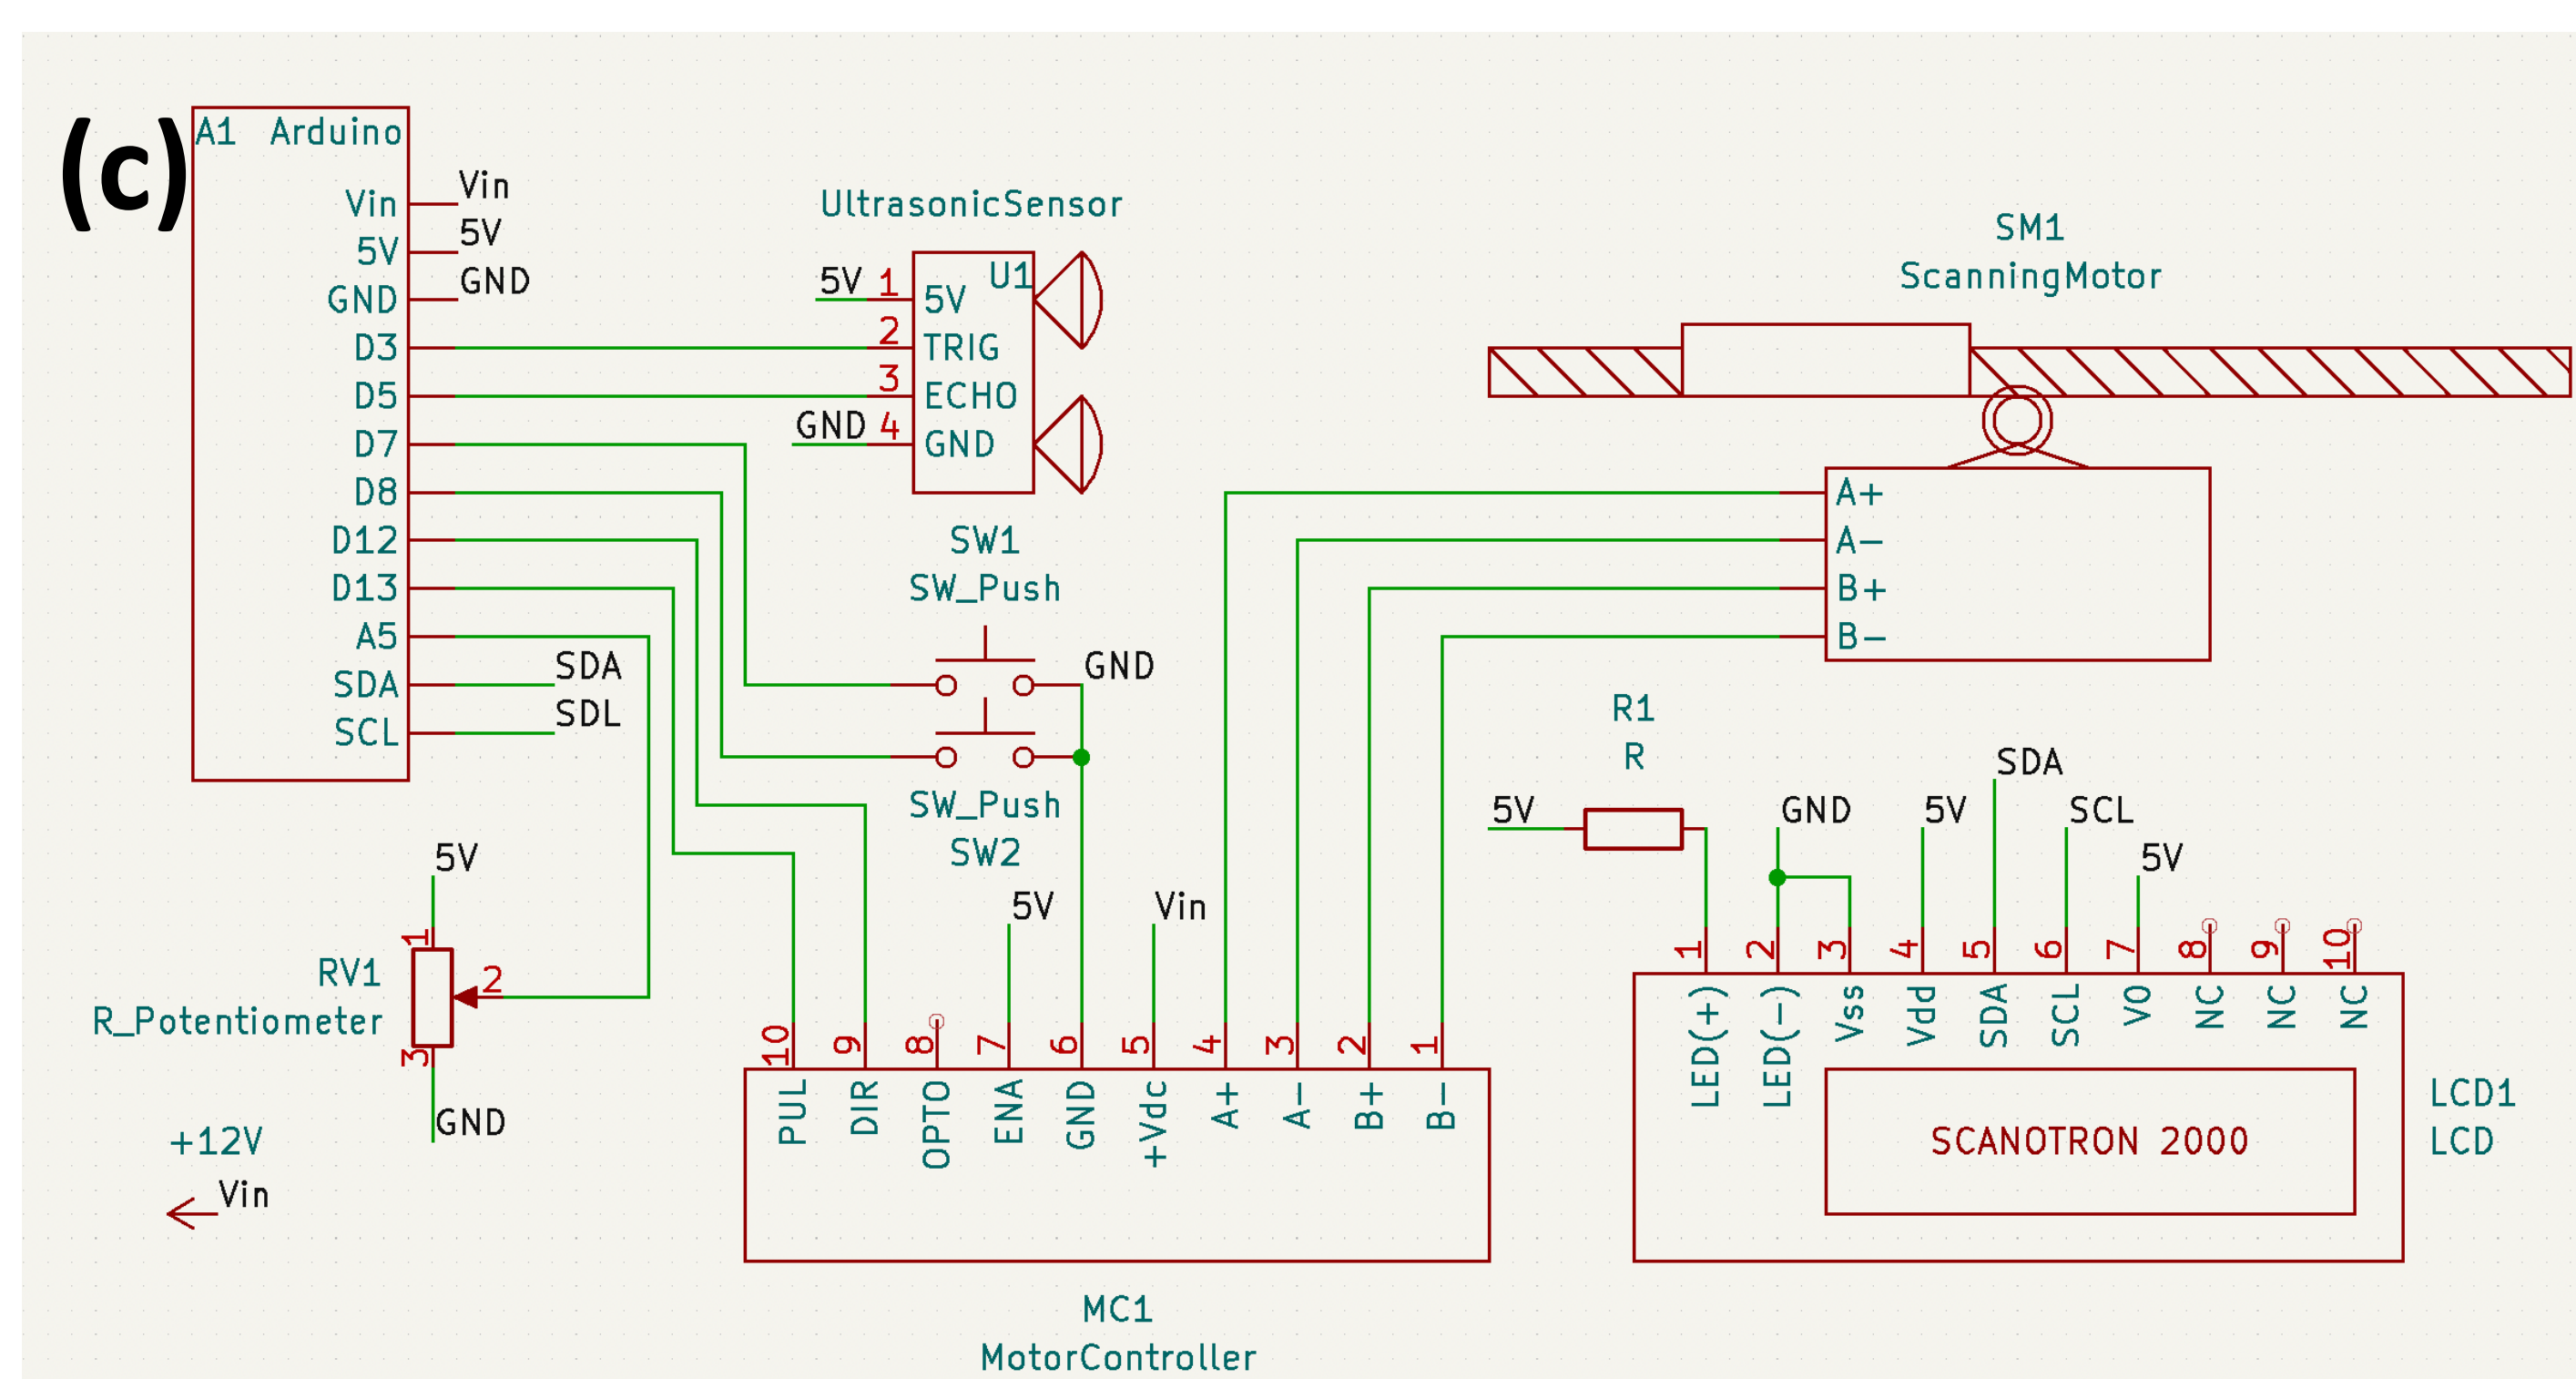 (c)
A1 Arduino
Vin
Vin
5V
5V
GND
GND
D3
D5
D7
D8
D12
D13
A5
SDA
SDA
SCL
SDL
UltrasonicSensor
U1
5V 1 5V
2 TRIG
3 ECHO
GND 4 GND
SW1
SW_Push
GND
SW_Push
SW2
SM1
ScanningMotor
A+
A-
B+
B-
R1
R
5V
GND
5V
SDA
SCL
5V
1 2 3 4 5 6 7 8 9 10
LED(+) LED(-) Vss Vdd SDA SCL V0 NC NC NC
SCANOTRON 2000
LCD1
LCD
5V
1
RV1
2
R_Potentiometer
3
GND
+12V
Vin
5V
Vin
10 9 8 7 6 5 4 3 2 1
PUL DIR OPTO ENA GND +Vdc A+ A- B+ B-
MC1
MotorController